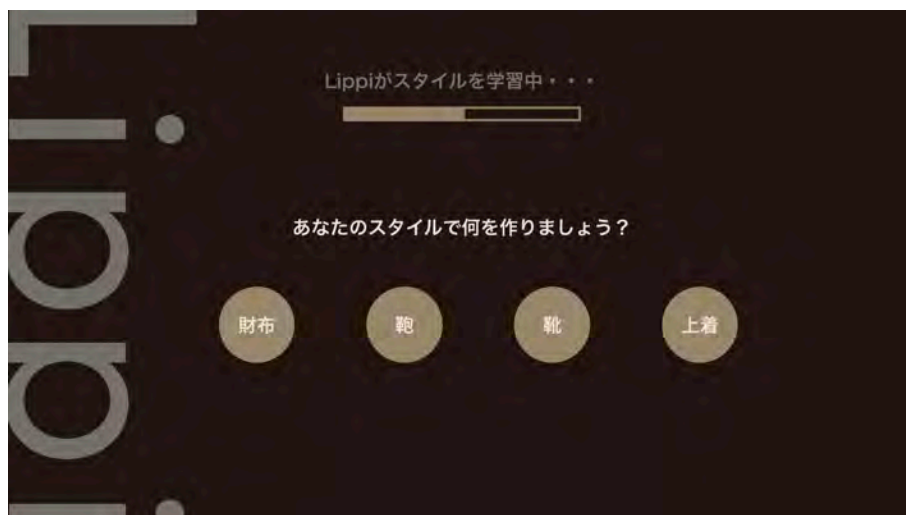 Lippi
Lippiがスタイルを学習中・・・
あなたのスタイルで何を作りましょう？
財布
鞄
靴
上着